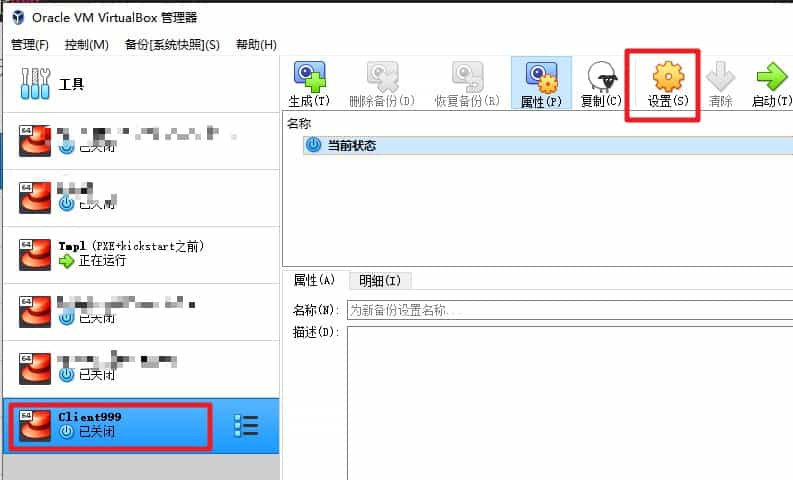 Oracle VM VirtualBox 管理器
管理(F) 控制(M) 备份[系统快照](S) 帮助(H)
工具
生成(T) 删除备份(D) 恢复备份(R) 属性(P) 复制(C) 设置(S) 清除 启动(T)
名称
当前状态
64
已关闭
64
已关闭
64
Tmpl (PXE+kickstart之前)
正在运行
64
已关闭
64
已关闭
64
Client999
已关闭
属性(A) 明细(I)
名称(N): 为新备份设置名称...
描述(D):